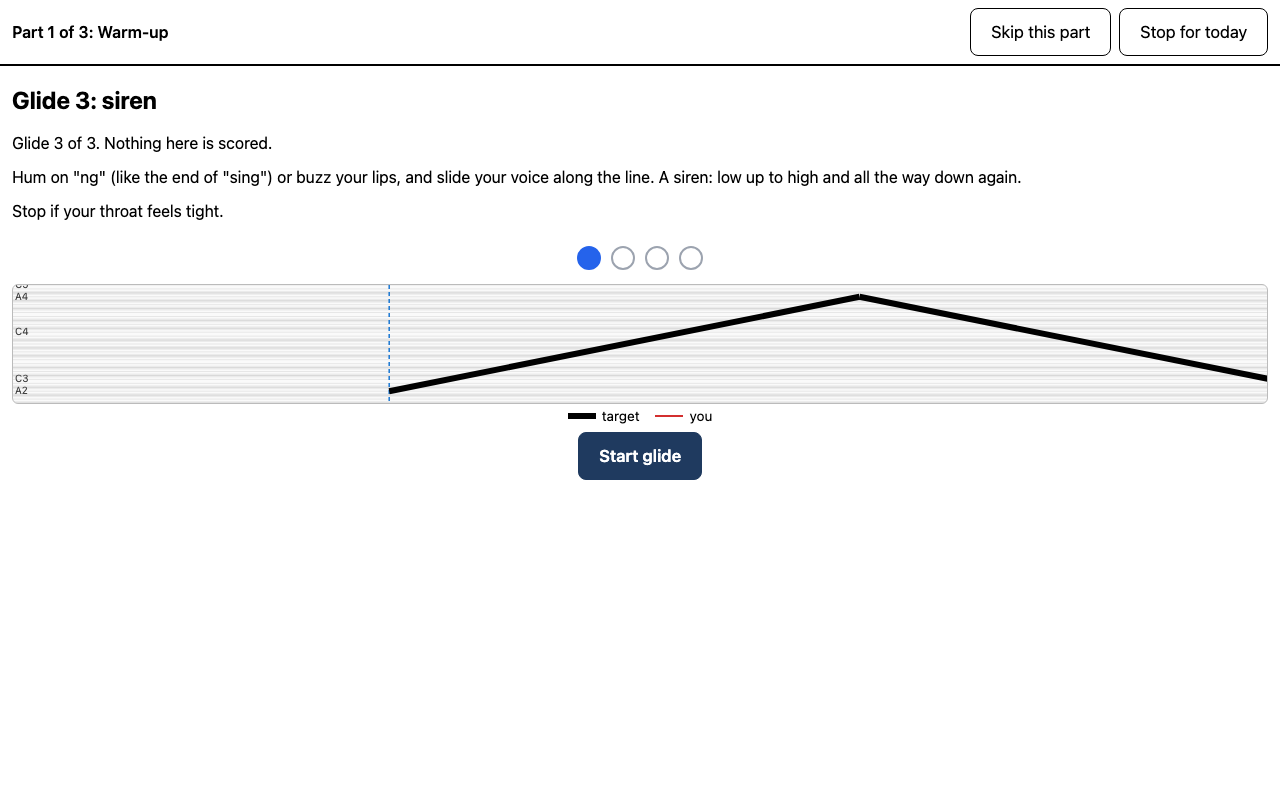 Part 1 of 3: Warm-up
Skip this part
Stop for today
Glide 3: siren
Glide 3 of 3. Nothing here is scored.
Hum on "ng" (like the end of "sing") or buzz your lips, and slide your voice along the line. A siren: low up to high and all the way down again.
Stop if your throat feels tight.
A4
C4
C3
A2
target
you
Start glide